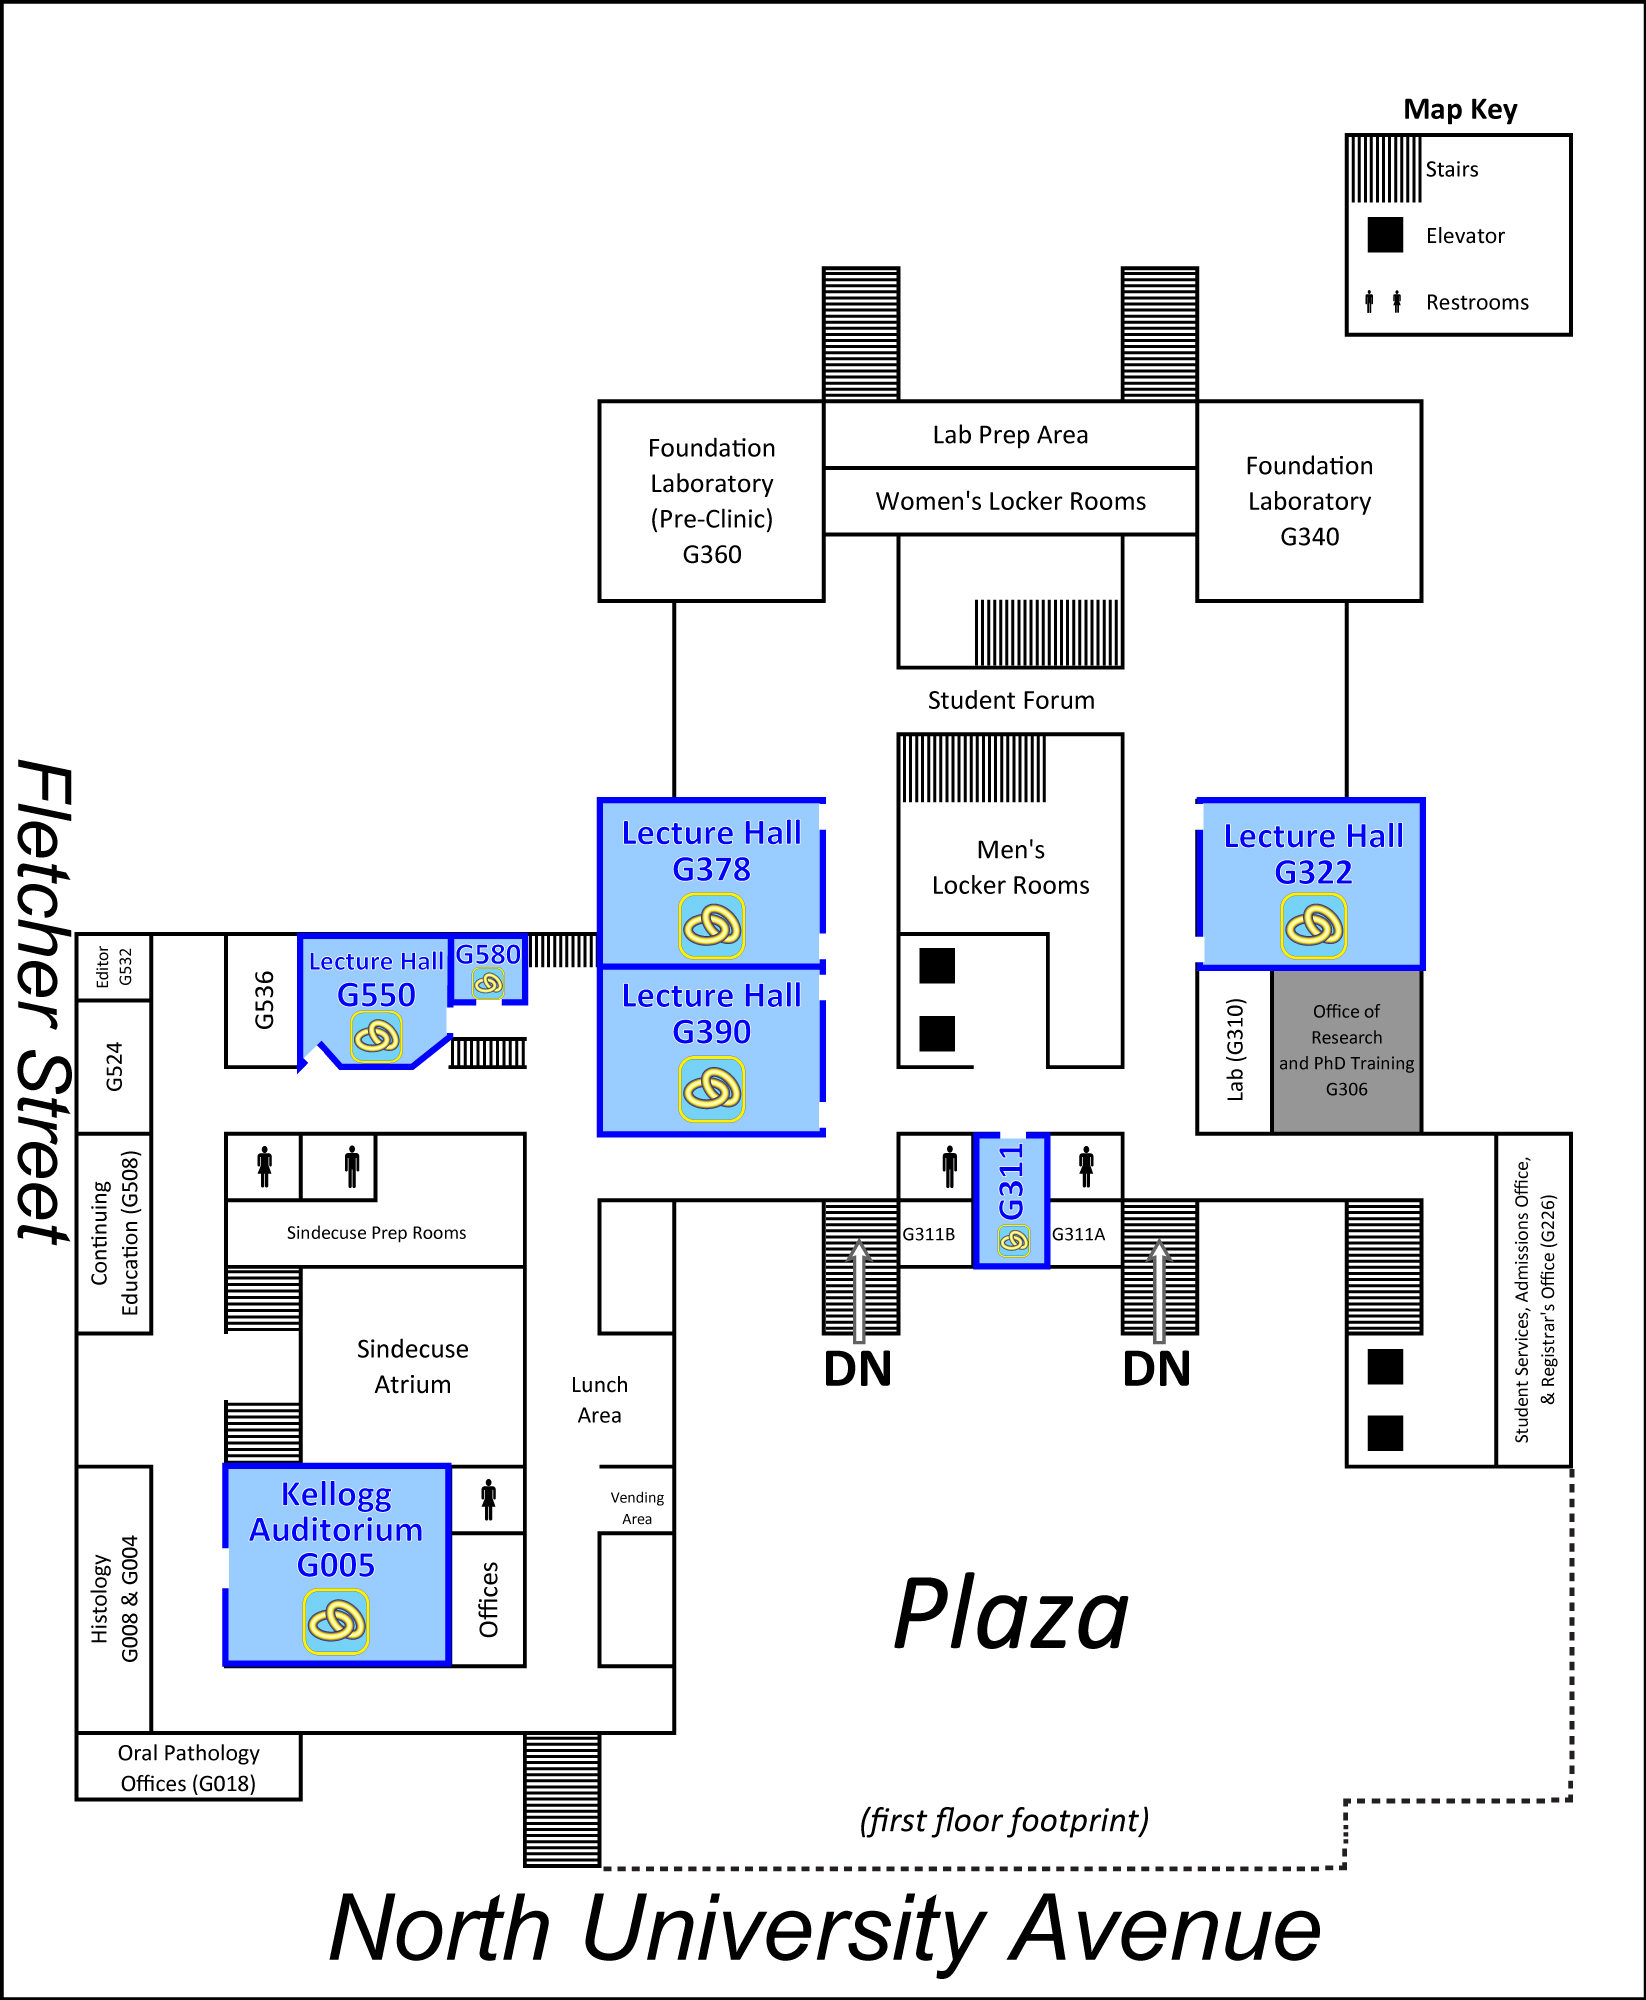 Map Key
Stairs
Elevator
Restrooms
Foundation
Laboratory
(Pre-Clinic)
G360
Lab Prep Area
Women's Locker Rooms
Foundation
Laboratory
G340
Student Forum
Men's
Locker Rooms
Lecture Hall
G378
Lecture Hall
G390
Lecture Hall
G322
Lab (G310)
Office of
Research
and PhD Training
G306
Fletcher Street
Editor
G532
G524
G536
Lecture Hall
G550
G580
Continuing
Education (G508)
Sindecuse Prep Rooms
Sindecuse
Atrium
Lunch
Area
Vending
Area
G311
G311B
G311A
DN
DN
Student Services, Admissions Office,
& Registrar's Office (G226)
Histology
G008 & G004
Kellogg
Auditorium
G005
Offices
Oral Pathology
Offices (G018)
Plaza
(first floor footprint)
North University Avenue